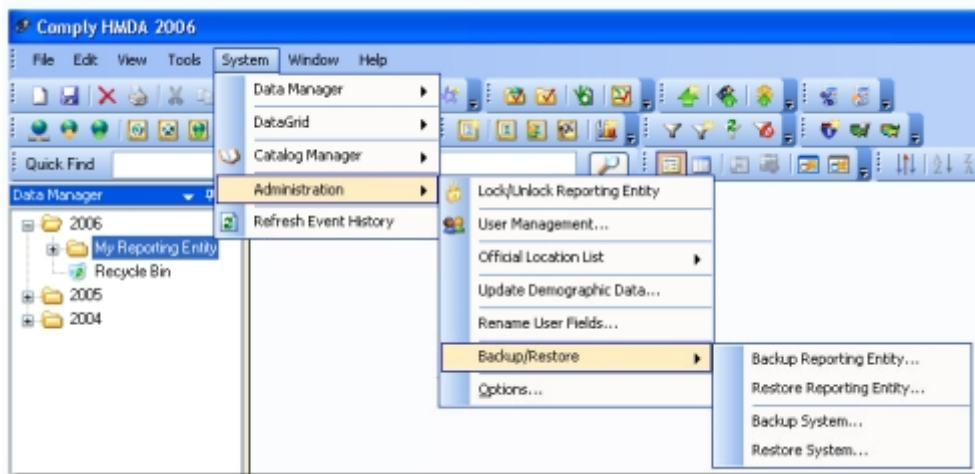 Comply HMDA 2006
File Edit View Tools System Window Help
Data Manager
DataGrid
Quick Find
Catalog Manager
Data Manager
Administration
Lock/Unlock Reporting Entity
2006
Refresh Event History
User Management...
My Reporting Entity
Official Location List
Recycle Bin
2005
Update Demographic Data...
2004
Rename User Fields...
Backup/Restore
Backup Reporting Entity...
Options...
Restore Reporting Entity...
Backup System...
Restore System...